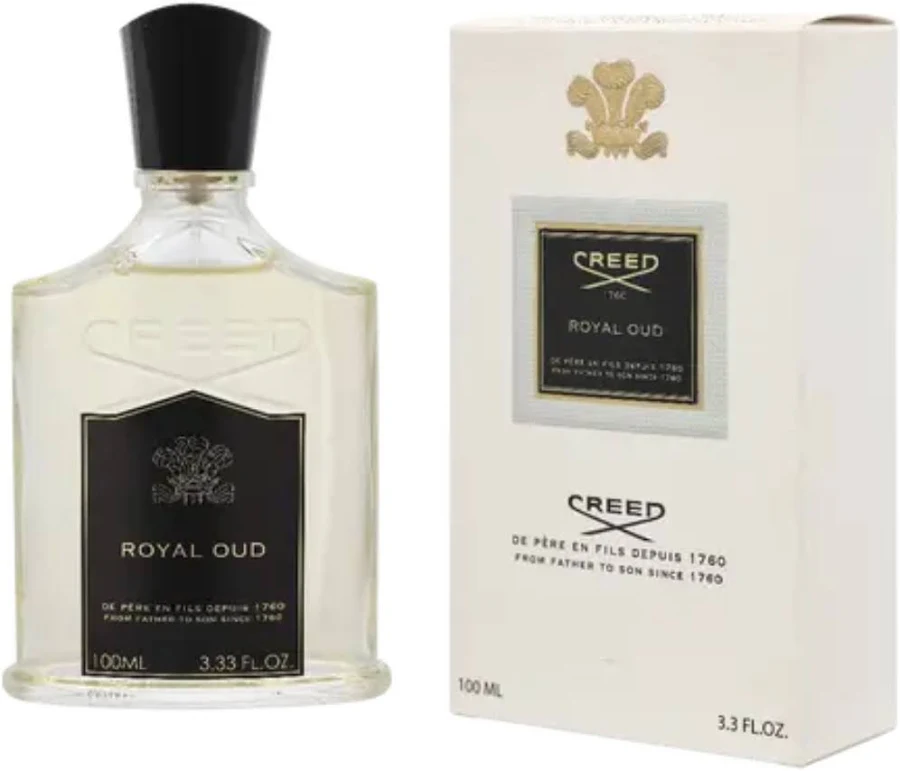 CREED
ROYAL OUD
DE PÈRE EN FILS DEPUIS 1760
FROM FATHER TO SON SINCE 1760
100ML 3.33 FL.OZ.
CREED
1760
ROYAL OUD
DE PÈRE EN FILS DEPUIS 1760
FROM FATHER TO SON SINCE 1760
CREED
DE PÈRE EN FILS DEPUIS 1760
FROM FATHER TO SON SINCE 1760
100 ML
3.3 FL.OZ.